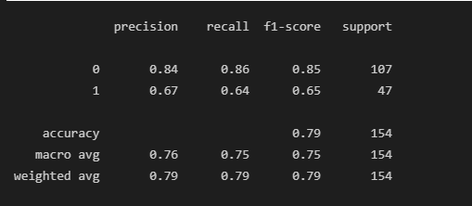 precision recall f1-score support
0 0.84 0.86 0.85 107
1 0.67 0.64 0.65 47
accuracy 0.79 154
macro avg 0.76 0.75 0.75 154
weighted avg 0.79 0.79 0.79 154